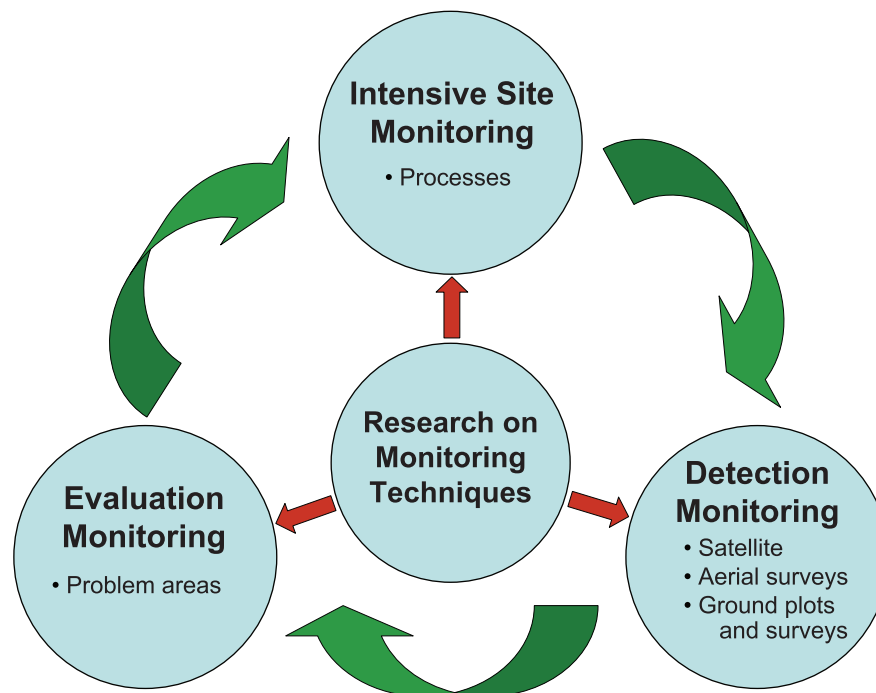 Intensive Site
Monitoring
• Processes
Research on
Monitoring
Techniques
Evaluation
Monitoring
• Problem areas
Detection
Monitoring
• Satellite
• Aerial surveys
• Ground plots
and surveys